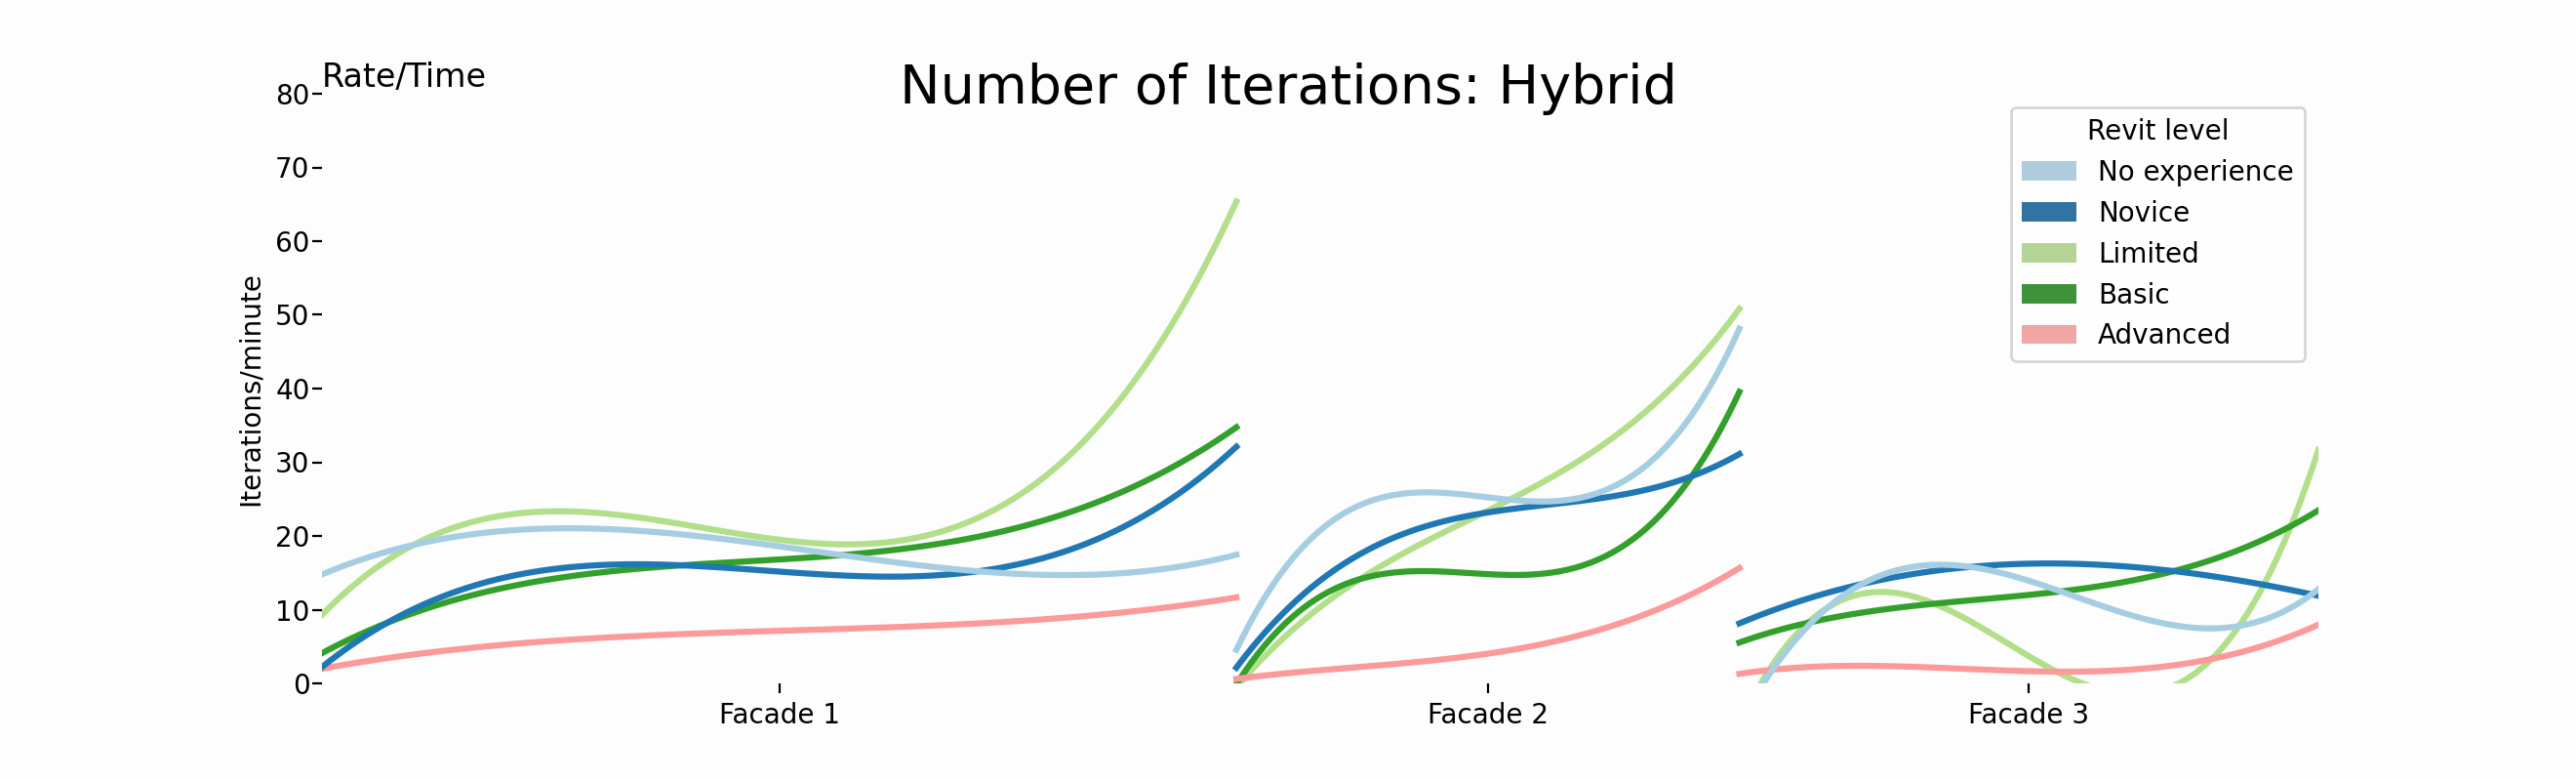 Rate/Time
Number of Iterations: Hybrid
80
70
60
50
40
30
20
10
0
Iterations/minute
Revit level
No experience
Novice
Limited
Basic
Advanced
Facade 1
Facade 2
Facade 3